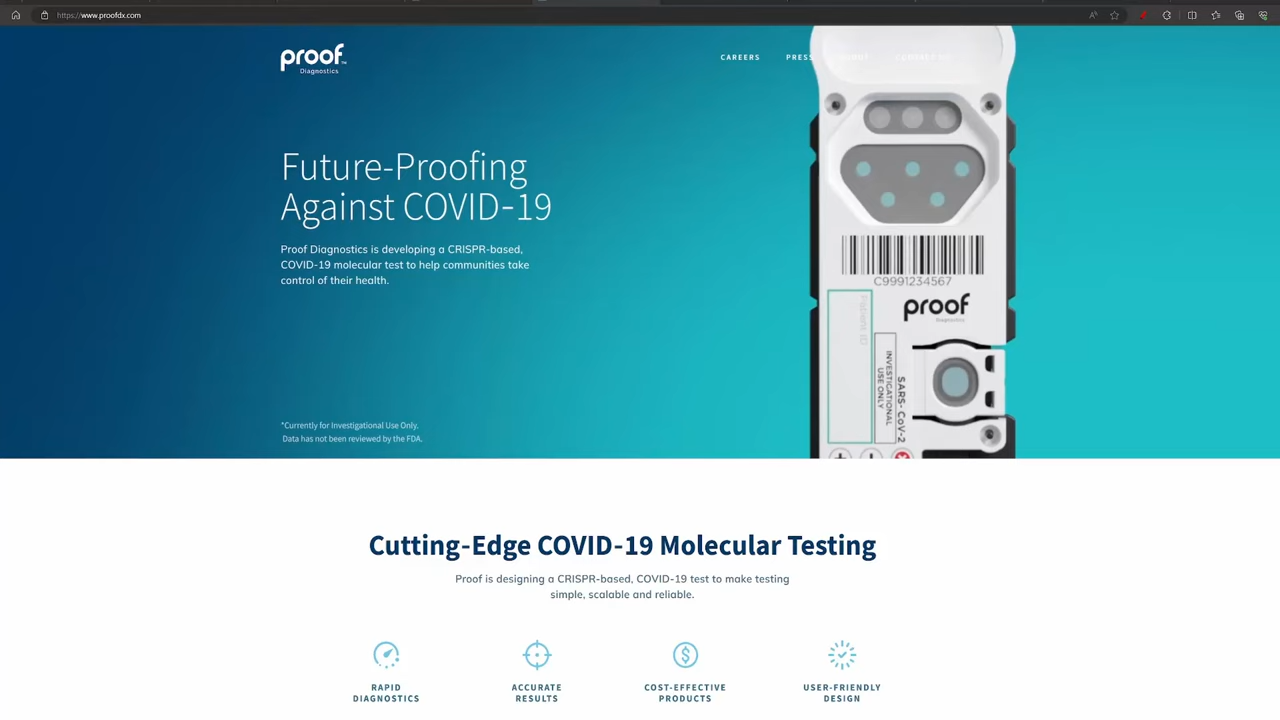 https://www.proofdx.com
proof™
Diagnostics
CAREERS
PRESS
Future-Proofing
Against COVID-19
Proof Diagnostics is developing a CRISPR-based,
COVID-19 molecular test to help communities take
control of their health.
*Currently for Investigational Use Only.
Data has not been reviewed by the FDA.
C9991234567
proof
Diagnostics
Patient ID
INVESTIGATIONAL
USE ONLY
SARS- CoV-2
Cutting-Edge COVID-19 Molecular Testing
Proof is designing a CRISPR-based, COVID-19 test to make testing
simple, scalable and reliable.
RAPID
DIAGNOSTICS
ACCURATE
RESULTS
COST-EFFECTIVE
PRODUCTS
USER-FRIENDLY
DESIGN